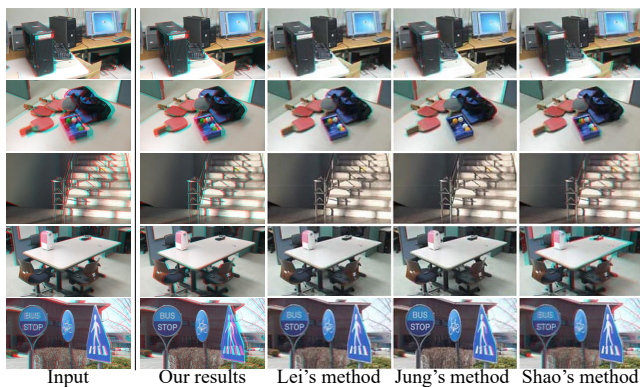 BUS
STOP
BUS
STOP
BUS
STOP
BUS
STOP
BUS
STOP
Input
Our results
Lei's method
Jung's method
Shao's method